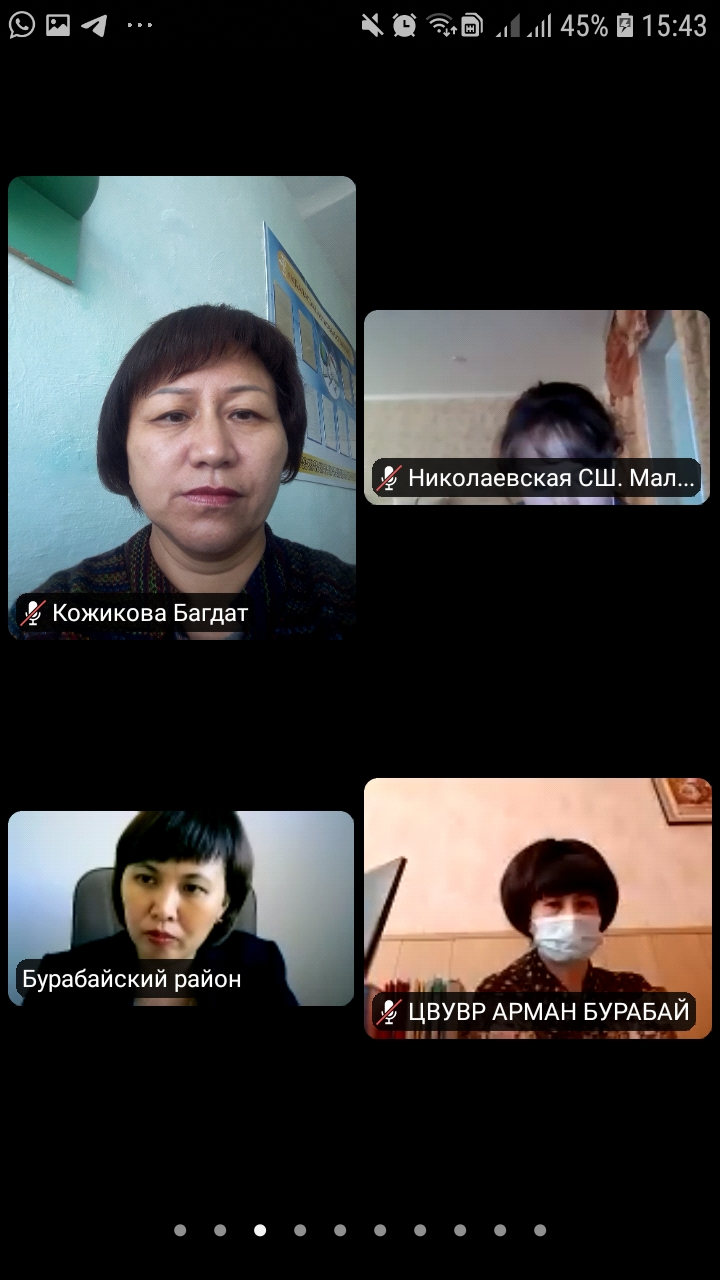 45% 15:43
Кожикова Багдат
Николаевская СШ. Мал...
Бурабайский район
ЦВУВР АРМАН БУРАБАЙ